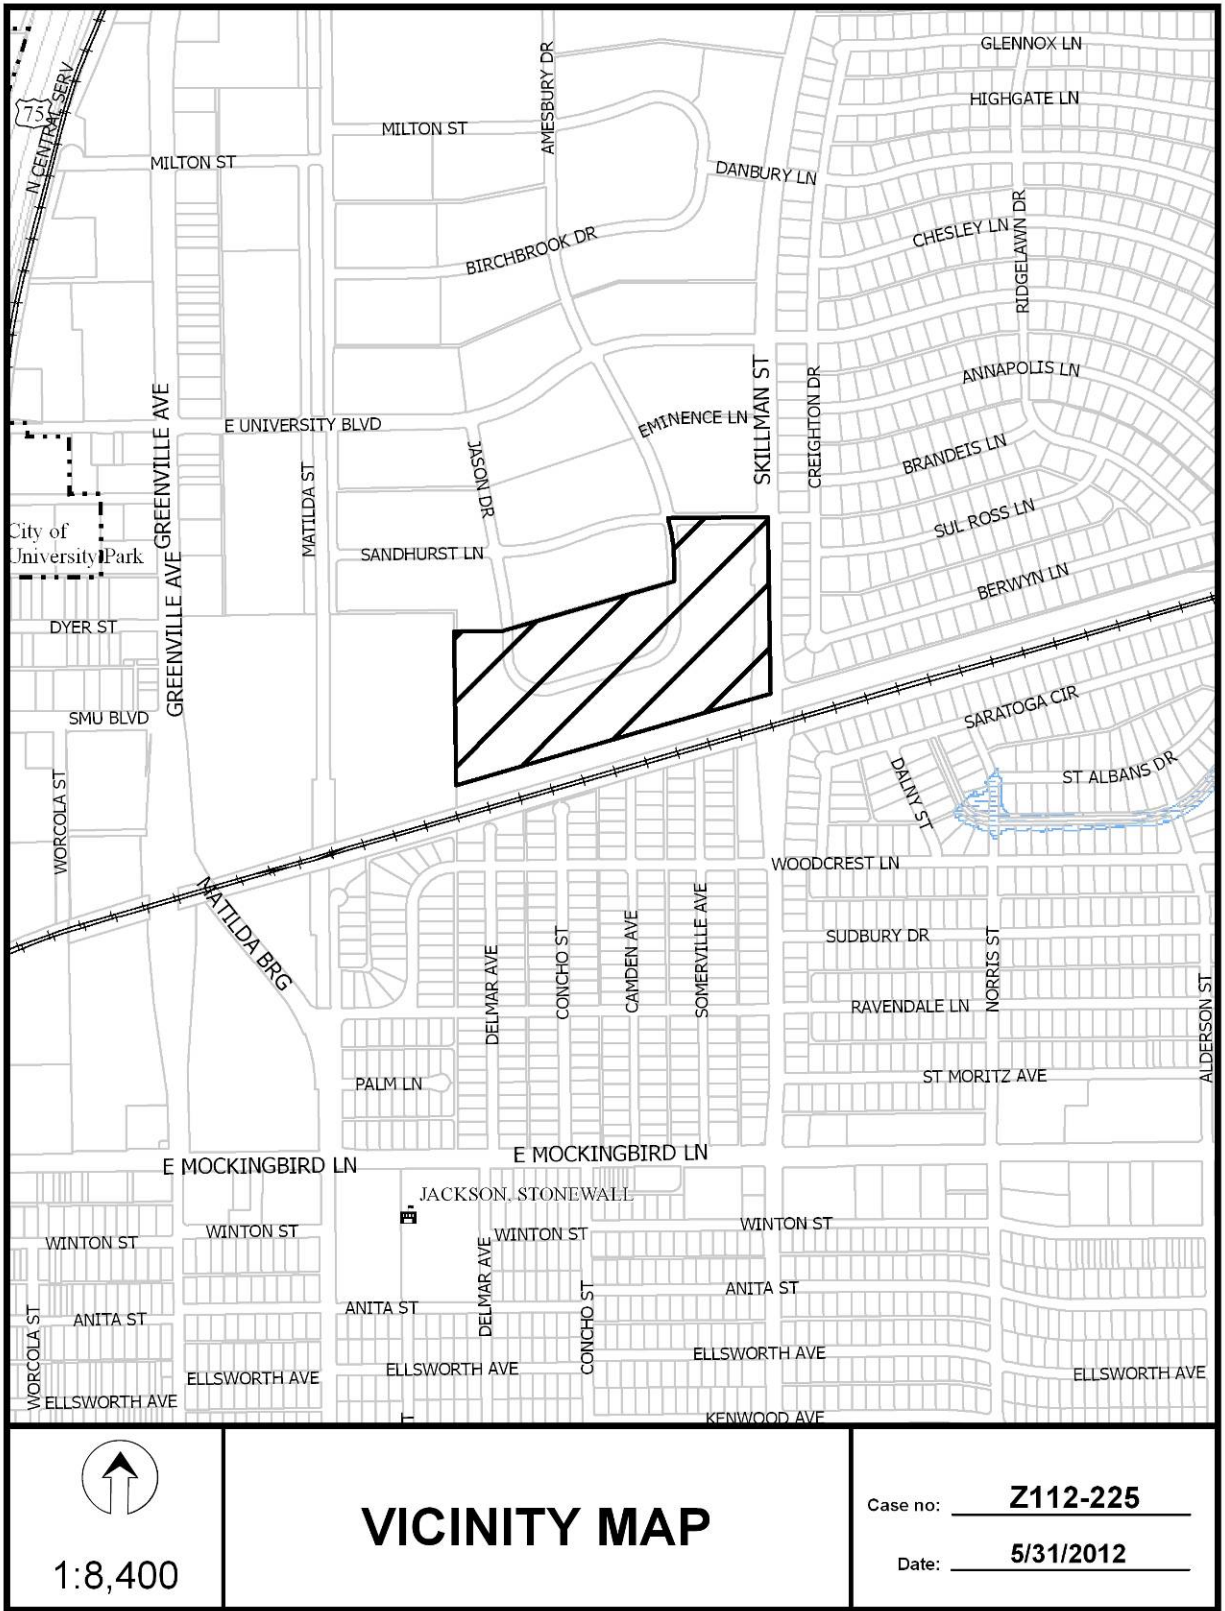 GLENNOX LN
HIGHGATE LN
AMESBURY DR
75
N CENTRAL SERV
MILTON ST
MILTON ST
DANBURY LN
RIDGELAWN DR
CHESLEY LN
BIRCHBROOK DR
SKILLMAN ST
CREIGHTON DR
ANNAPOLIS LN
GREENVILLE AVE
E UNIVERSITY BLVD
EMINENCE LN
BRANDEIS LN
JASON DR
MATILDA ST
SUL ROSS LN
City of
University Park
SANDHURST LN
GREENVILLE AVE
BERWYN LN
DYER ST
SMU BLVD
SARATOGA CIR
WORCOLA ST
DALNY ST
ST ALBANS DR
WOODCREST LN
MATILDA BRG
DELMAR AVE
CONCHO ST
CAMDEN AVE
SOMERVILLE AVE
SUDBURY DR
NORRIS ST
RAVENDALE LN
ALDERSON ST
PALM LN
ST MORITZ AVE
E MOCKINGBIRD LN
E MOCKINGBIRD LN
JACKSON, STONEWALL
WINTON ST
WINTON ST
WINTON ST
WINTON ST
DELMAR AVE
CONCHO ST
ANITA ST
WORCOLA ST
ANITA ST
ANITA ST
ELLSWORTH AVE
ELLSWORTH AVE
ELLSWORTH AVE
ELLSWORTH AVE
ELLSWORTH AVE
KENWOOD AVE
1:8,400
VICINITY MAP
Case no: Z112-225
Date: 5/31/2012